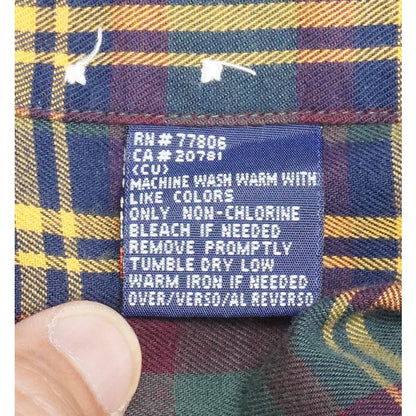 RN# 77806
CA# 20781
<CU>
MACHINE WASH WARM WITH
LIKE COLORS
ONLY NON-CHLORINE
BLEACH IF NEEDED
REMOVE PROMPTLY
TUMBLE DRY LOW
WARM IRON IF NEEDED
OVER/VERSO/AL REVERSO